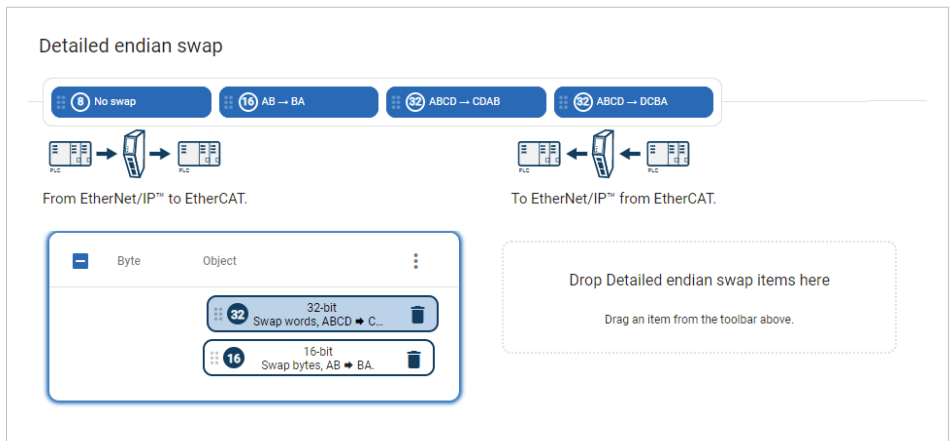 Detailed endian swap
8 No swap
16 AB → BA
32 ABCD → CDAB
32 ABCD → DCBA
PLC
PLC
PLC
PLC
From EtherNet/IP™ to EtherCAT.
To EtherNet/IP™ from EtherCAT.
Byte Object
32 32-bit
Swap words, ABCD ➡ C...
16 16-bit
Swap bytes, AB ➡ BA.
Drop Detailed endian swap items here
Drag an item from the toolbar above.